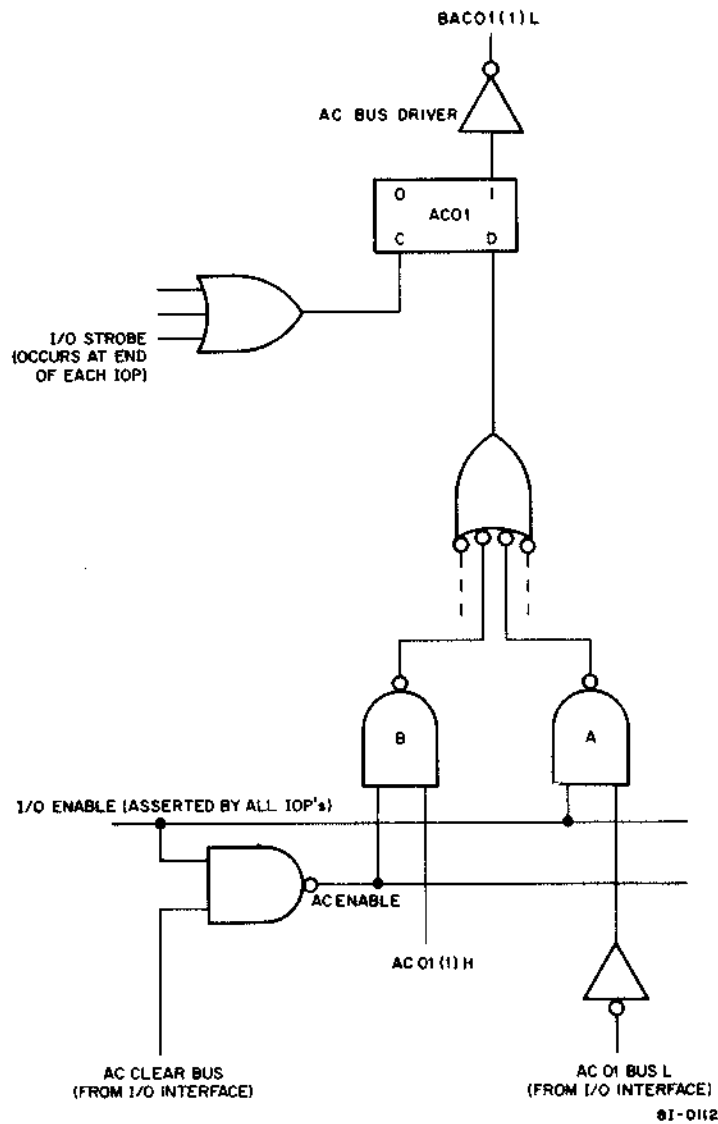 BAC01(1)L
AC BUS DRIVER
0 1
AC01
C D
I/O STROBE
(OCCURS AT END
OF EACH IOP)
B
A
I/O ENABLE (ASSERTED BY ALL IOP's)
AC ENABLE
AC 01(1)H
AC CLEAR BUS
(FROM I/O INTERFACE)
AC 01 BUS L
(FROM I/O INTERFACE)
8I-0112